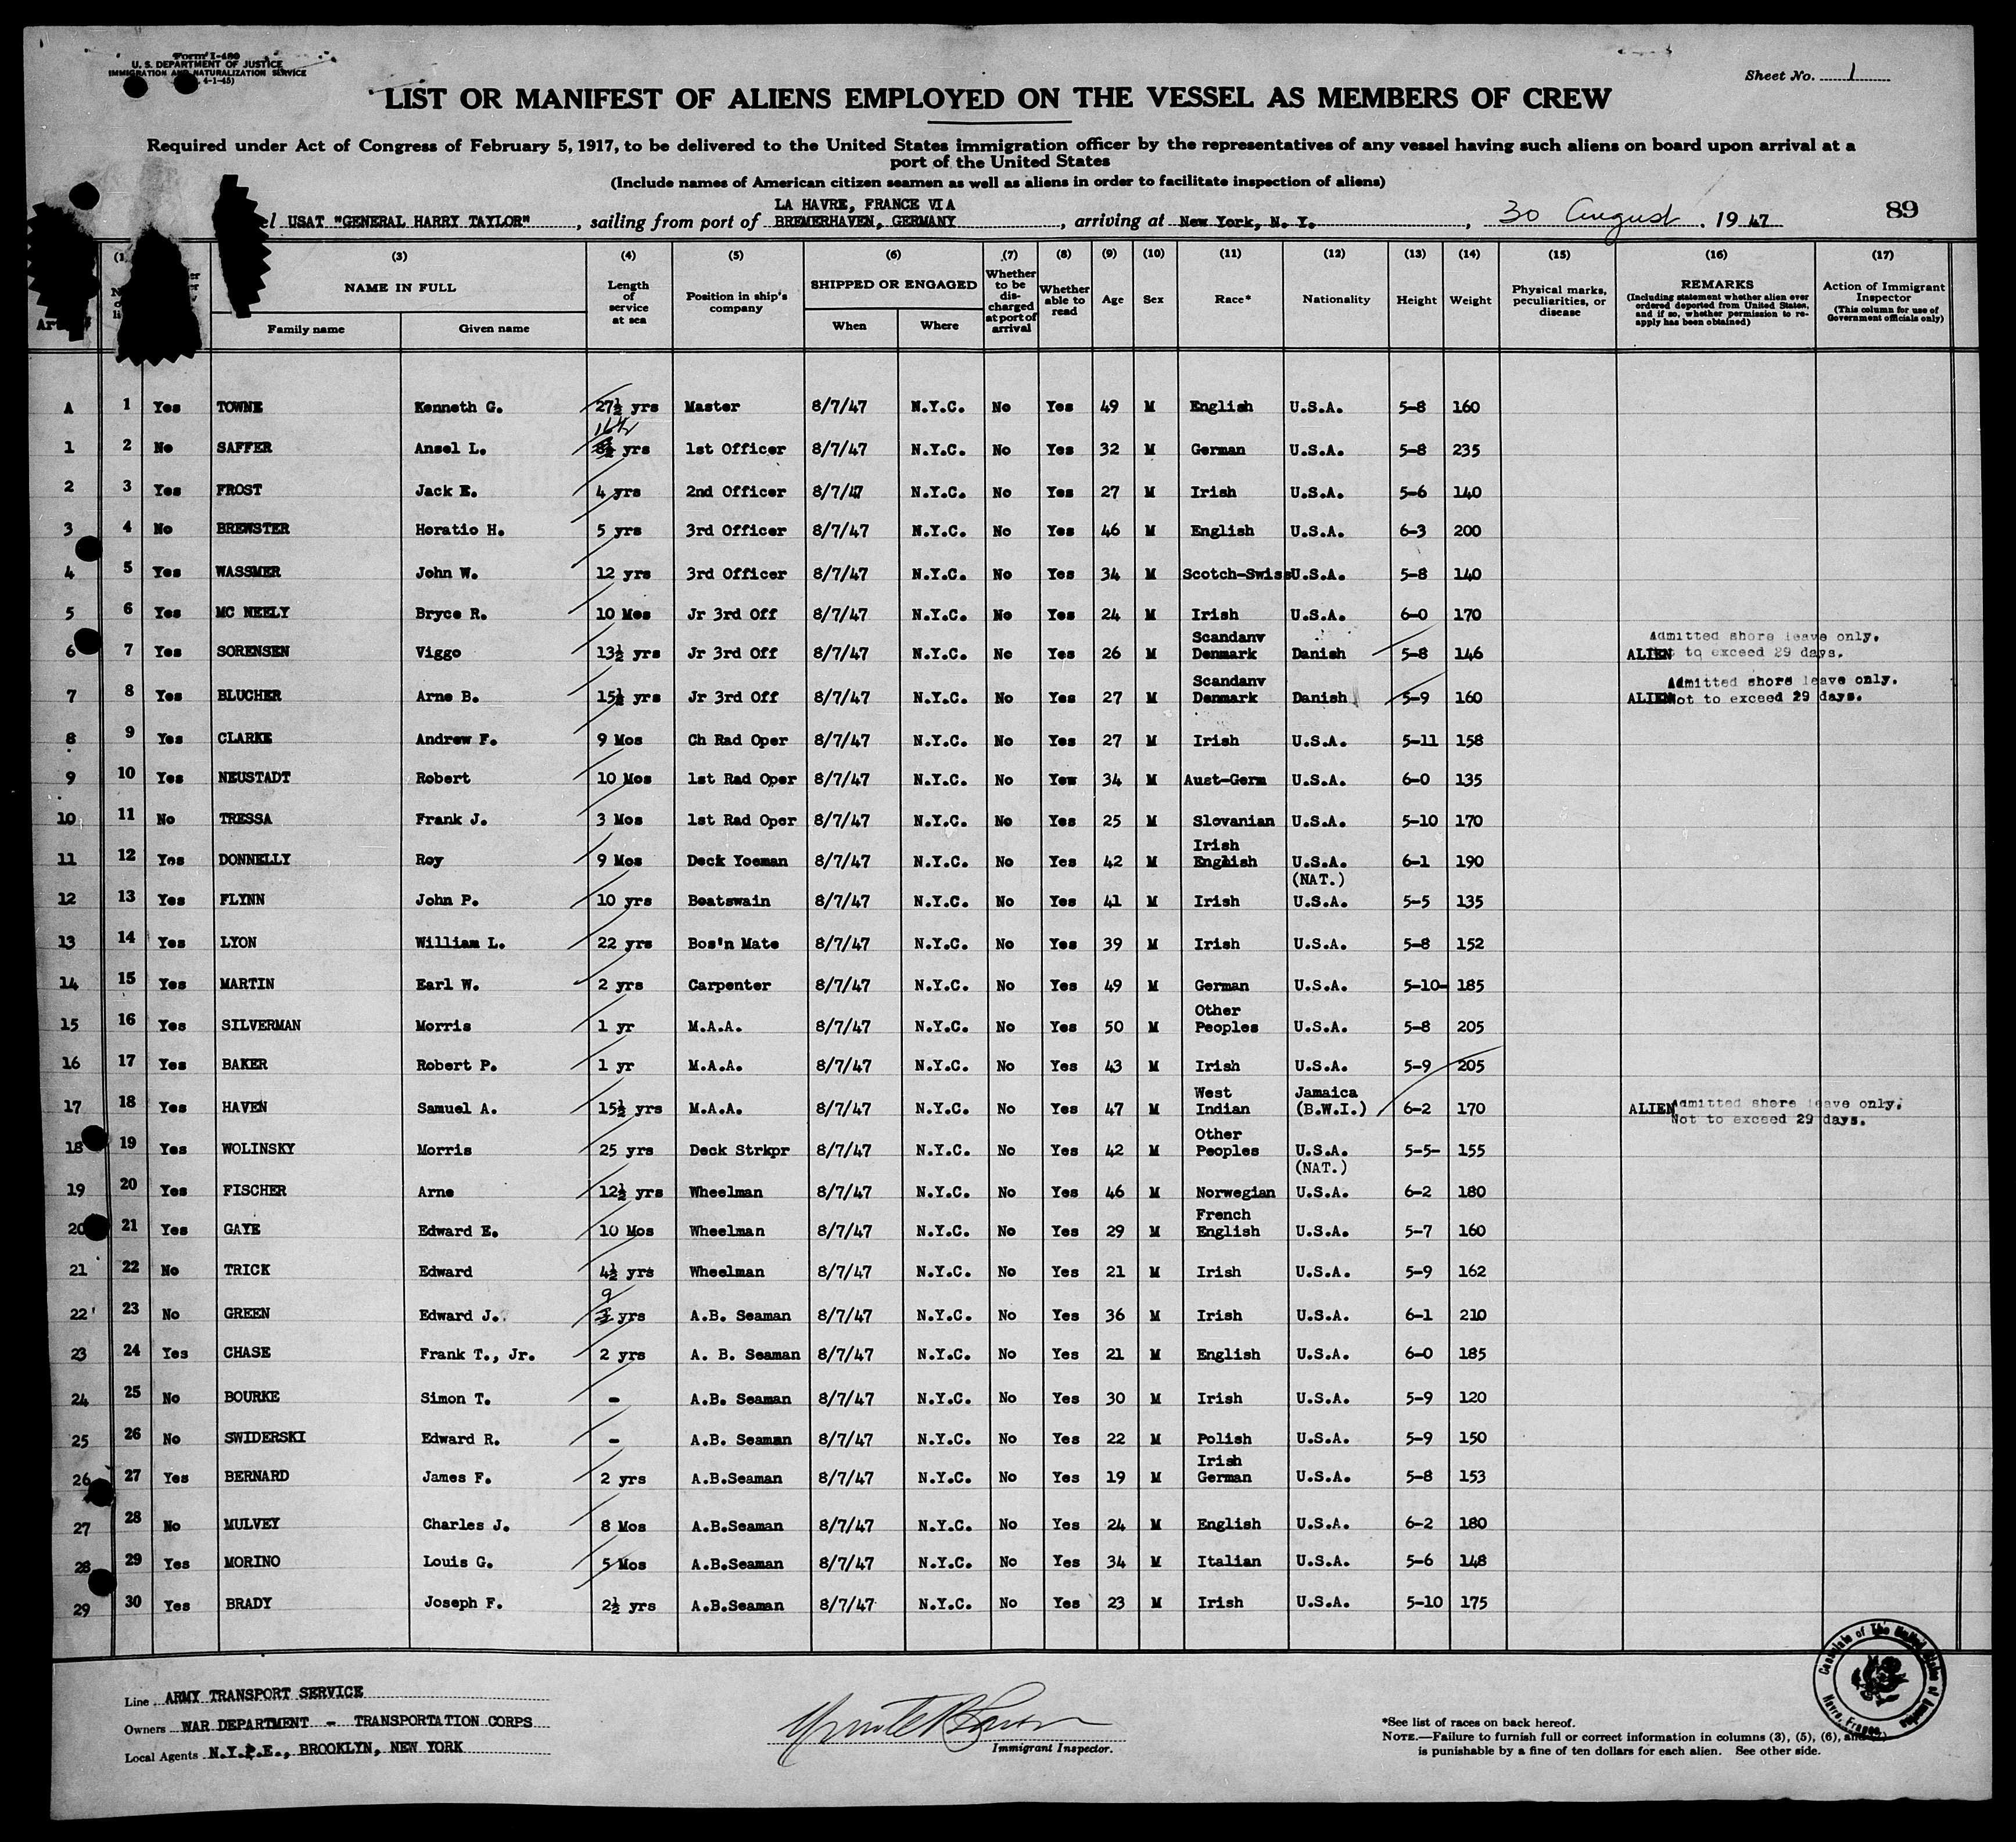 Form I-480
U. S. DEPARTMENT OF JUSTICE
IMMIGRATION AND NATURALIZATION SERVICE
4-1-45)
Sheet No. 1
LIST OR MANIFEST OF ALIENS EMPLOYED ON THE VESSEL AS MEMBERS OF CREW
Required under Act of Congress of February 5, 1917, to be delivered to the United States immigration officer by the representatives of any vessel having such aliens on board upon arrival at a
port of the United States
(Include names of American citizen seamen as well as aliens in order to facilitate inspection of aliens)
LA HAVRE, FRANCE VIA
USAT "GENERAL HARRY TAYLOR", sailing from port of BREMERHAVEN, GERMANY, arriving at New York, N. Y., 30 August, 1947
89
(3) (4) (5) (6) (7) (8) (9) (10) (11) (12) (13) (14) (15) (16) (17)
NAME IN FULL
Family name Given name
Length of service at sea
Position in ship's company
SHIPPED OR ENGAGED
When Where
Whether to be discharged at port of arrival
Whether able to read
Age Sex Race* Nationality Height Weight
Physical marks, peculiarities, or disease
REMARKS
(Including statement whether alien ever ordered deported from United States, and if so, whether permission to reapply has been obtained)
Action of Immigrant Inspector
(This column for use of Government officials only)
A 1 Yes TOWNE Kenneth G. 27½ yrs Master 8/7/47 N.Y.C. No Yes 49 M English U.S.A. 5-8 160
1 2 No SAFFER Ansel L. 16½ 8½ yrs 1st Officer 8/7/47 N.Y.C. No Yes 32 M German U.S.A. 5-8 235
2 3 Yes FROST Jack E. 4 yrs 2nd Officer 8/7/47 N.Y.C. No Yes 27 M Irish U.S.A. 5-6 140
3 4 No BREWSTER Horatio H. 5 yrs 3rd Officer 8/7/47 N.Y.C. No Yes 46 M English U.S.A. 6-3 200
4 5 Yes WASSMER John W. 12 yrs 3rd Officer 8/7/47 N.Y.C. No Yes 34 M Scotch-Swiss U.S.A. 5-8 140
5 6 Yes MC NEELY Bryce R. 10 Mos Jr 3rd Off 8/7/47 N.Y.C. No Yes 24 M Irish U.S.A. 6-0 170
6 7 Yes SORENSEN Viggo 13½ yrs Jr 3rd Off 8/7/47 N.Y.C. No Yes 26 M Scandanv Denmark Danish 5-8 146 ALIEN Admitted shore leave only. to exceed 29 days.
7 8 Yes BLUCHER Arne B. 15½ yrs Jr 3rd Off 8/7/47 N.Y.C. No Yes 27 M Scandanv Denmark Danish 5-9 160 ALIEN Admitted shore leave only. Not to exceed 29 days.
8 9 Yes CLARKE Andrew F. 9 Mos Ch Rad Oper 8/7/47 N.Y.C. No Yes 27 M Irish U.S.A. 5-11 158
9 10 Yes NEUSTADT Robert 10 Mos 1st Rad Oper 8/7/47 N.Y.C. No Yew 34 M Aust-Germ U.S.A. 6-0 135
10 11 No TRESSA Frank J. 3 Mos 1st Rad Oper 8/7/47 N.Y.C. No Yes 25 M Slovanian U.S.A. 5-10 170
11 12 Yes DONNELLY Roy 9 Mos Deck Yoeman 8/7/47 N.Y.C. No Yes 42 M Irish English U.S.A. 6-1 190
12 13 Yes FLYNN John P. 10 yrs Boatswain 8/7/47 N.Y.C. No Yes 41 M Irish (NAT.) U.S.A. 5-5 135
13 14 Yes LYON William L. 22 yrs Bos'n Mate 8/7/47 N.Y.C. No Yes 39 M Irish U.S.A. 5-8 152
14 15 Yes MARTIN Earl W. 2 yrs Carpenter 8/7/47 N.Y.C. No Yes 49 M German U.S.A. 5-10- 185
15 16 Yes SILVERMAN Morris 1 yr M.A.A. 8/7/47 N.Y.C. No Yes 50 M Other Peoples U.S.A. 5-8 205
16 17 Yes BAKER Robert P. 1 yr M.A.A. 8/7/47 N.Y.C. No Yes 43 M Irish U.S.A. 5-9 205
17 18 Yes HAVEN Samuel A. 15½ yrs M.A.A. 8/7/47 N.Y.C. No Yes 47 M West Indian Jamaica (B.W.I.) 6-2 170 ALIEN Admitted shore leave only. Not to exceed 29 days.
18 19 Yes WOLINSKY Morris 25 yrs Deck Strkpr 8/7/47 N.Y.C. No Yes 42 M Other Peoples U.S.A. 5-5- 155
19 20 Yes FISCHER Arne 12½ yrs Wheelman 8/7/47 N.Y.C. No Yes 46 M Norwegian (NAT.) U.S.A. 6-2 180
20 21 Yes GAYE Edward E. 10 Mos Wheelman 8/7/47 N.Y.C. No Yes 29 M French English U.S.A. 5-7 160
21 22 No TRICK Edward 4½ yrs Wheelman 8/7/47 N.Y.C. No Yes 21 M Irish U.S.A. 5-9 162
22 23 No GREEN Edward J. 9 yrs A.B. Seaman 8/7/47 N.Y.C. No Yes 36 M Irish U.S.A. 6-1 210
23 24 Yes CHASE Frank T., Jr. 2 yrs A. B. Seaman 8/7/47 N.Y.C. No Yes 21 M English U.S.A. 6-0 185
24 25 No BOURKE Simon T. - A.B. Seaman 8/7/47 N.Y.C. No Yes 30 M Irish U.S.A. 5-9 120
25 26 No SWIDERSKI Edward R. - A.B. Seaman 8/7/47 N.Y.C. No Yes 22 M Polish U.S.A. 5-9 150
26 27 Yes BERNARD James F. 2 yrs A.B.Seaman 8/7/47 N.Y.C. No Yes 19 M Irish German U.S.A. 5-8 153
27 28 No MULVEY Charles J. 8 Mos A.B.Seaman 8/7/47 N.Y.C. No Yes 24 M English U.S.A. 6-2 180
28 29 Yes MORINO Louis G. 5 Mos A.B.Seaman 8/7/47 N.Y.C. No Yes 34 M Italian U.S.A. 5-6 148
29 30 Yes BRADY Joseph F. 2½ yrs A.B.Seaman 8/7/47 N.Y.C. No Yes 23 M Irish U.S.A. 5-10 175
Line ARMY TRANSPORT SERVICE
Owners WAR DEPARTMENT - TRANSPORTATION CORPS
Local Agents N.Y.P.E., BROOKLYN, NEW YORK
Immigrant Inspector.
*See list of races on back hereof.
NOTE.—Failure to furnish full or correct information in columns (3), (5), (6), and
is punishable by a fine of ten dollars for each alien. See other side.
Consulate of The United States of America
Havre, France